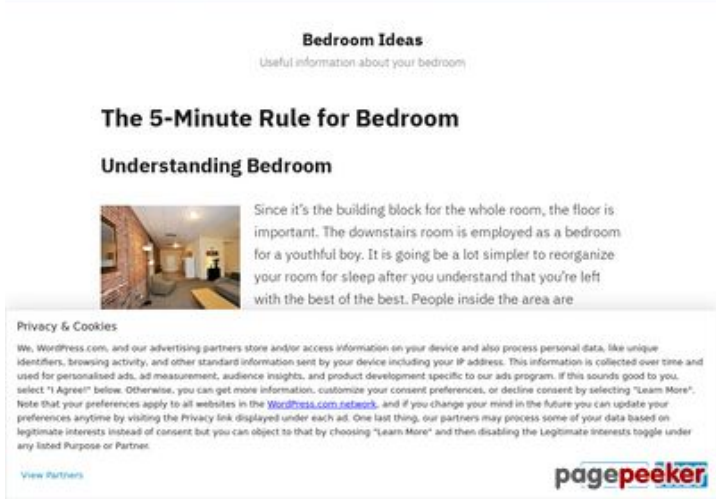 Bedroom Ideas
Useful information about your bedroom
The 5-Minute Rule for Bedroom
Understanding Bedroom
Since it's the building block for the whole room, the floor is
important. The downstairs room is employed as a bedroom
for a youthful boy. It is going be a lot simpler to reorganize
your room for sleep after you understand that you're left
with the best of the best. People inside the area are
Privacy & Cookies
We, WordPress.com, and our advertising partners store and/or access information on your device and also process personal data, like unique
identifiers, browsing activity, and other standard information sent by your device including your IP address. This information is collected over time and
used for personalised ads, ad measurement, audience insights, and product development specific to our ads program. If this sounds good to you,
select "I Agree!" below. Otherwise, you can get more information, customize your consent preferences, or decline consent by selecting "Learn More".
Note that your preferences apply to all websites in the WordPress.com network, and if you change your mind in the future you can update your
preferences anytime by visiting the Privacy link displayed under each ad. One last thing, our partners may process some of your data based on
legitimate interests instead of consent but you can object to that by choosing "Learn More" and then disabling the Legitimate Interests toggle under
any listed Purpose or Partner.
View Partners
pagepeeker